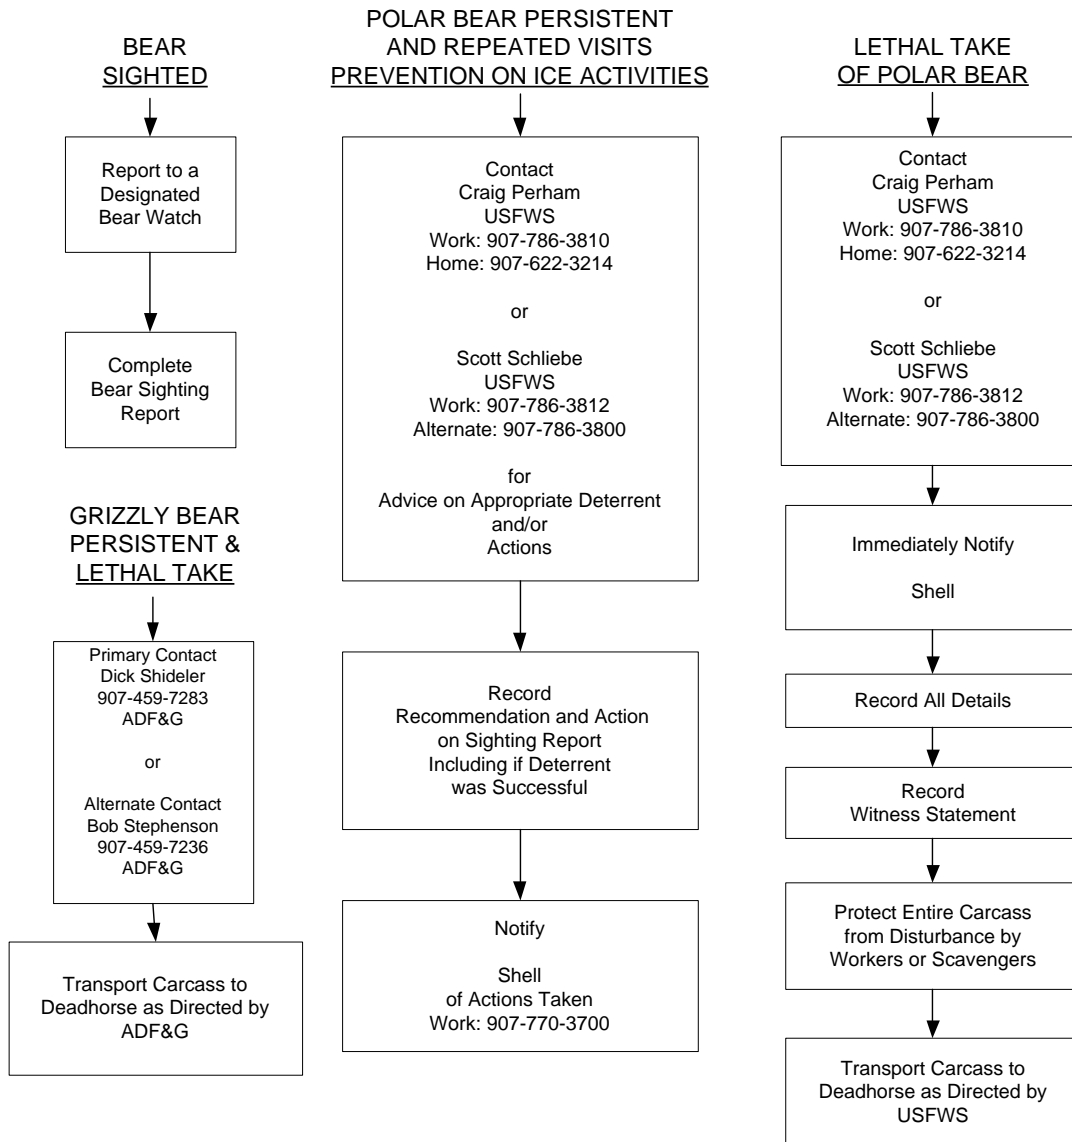 BEAR
SIGHTED
Report to a
Designated
Bear Watch
Complete
Bear Sighting
Report
GRIZZLY BEAR
PERSISTENT &
LETHAL TAKE
Primary Contact
Dick Shideler
907-459-7283
ADF&G
or
Alternate Contact
Bob Stephenson
907-459-7236
ADF&G
Transport Carcass to
Deadhorse as Directed by
ADF&G
POLAR BEAR PERSISTENT
AND REPEATED VISITS
PREVENTION ON ICE ACTIVITIES
Contact
Craig Perham
USFWS
Work: 907-786-3810
Home: 907-622-3214
or
Scott Schliebe
USFWS
Work: 907-786-3812
Alternate: 907-786-3800
for
Advice on Appropriate Deterrent
and/or
Actions
Record
Recommendation and Action
on Sighting Report
Including if Deterrent
was Successful
Notify
Shell
of Actions Taken
Work: 907-770-3700
LETHAL TAKE
OF POLAR BEAR
Contact
Craig Perham
USFWS
Work: 907-786-3810
Home: 907-622-3214
or
Scott Schliebe
USFWS
Work: 907-786-3812
Alternate: 907-786-3800
Immediately Notify
Shell
Record All Details
Record
Witness Statement
Protect Entire Carcass
from Disturbance by
Workers or Scavengers
Transport Carcass to
Deadhorse as Directed by
USFWS